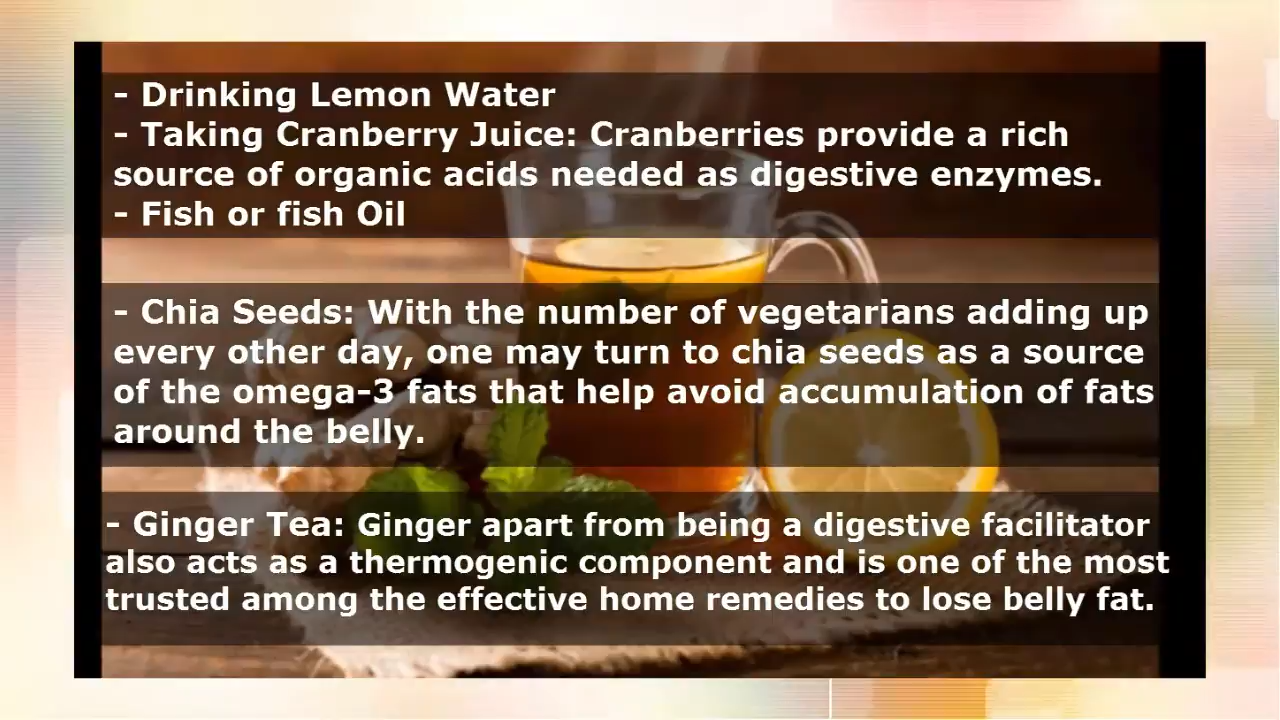 - Drinking Lemon Water
- Taking Cranberry Juice: Cranberries provide a rich
source of organic acids needed as digestive enzymes.
- Fish or fish Oil
- Chia Seeds: With the number of vegetarians adding up
every other day, one may turn to chia seeds as a source
of the omega-3 fats that help avoid accumulation of fats
around the belly.
- Ginger Tea: Ginger apart from being a digestive facilitator
also acts as a thermogenic component and is one of the most
trusted among the effective home remedies to lose belly fat.